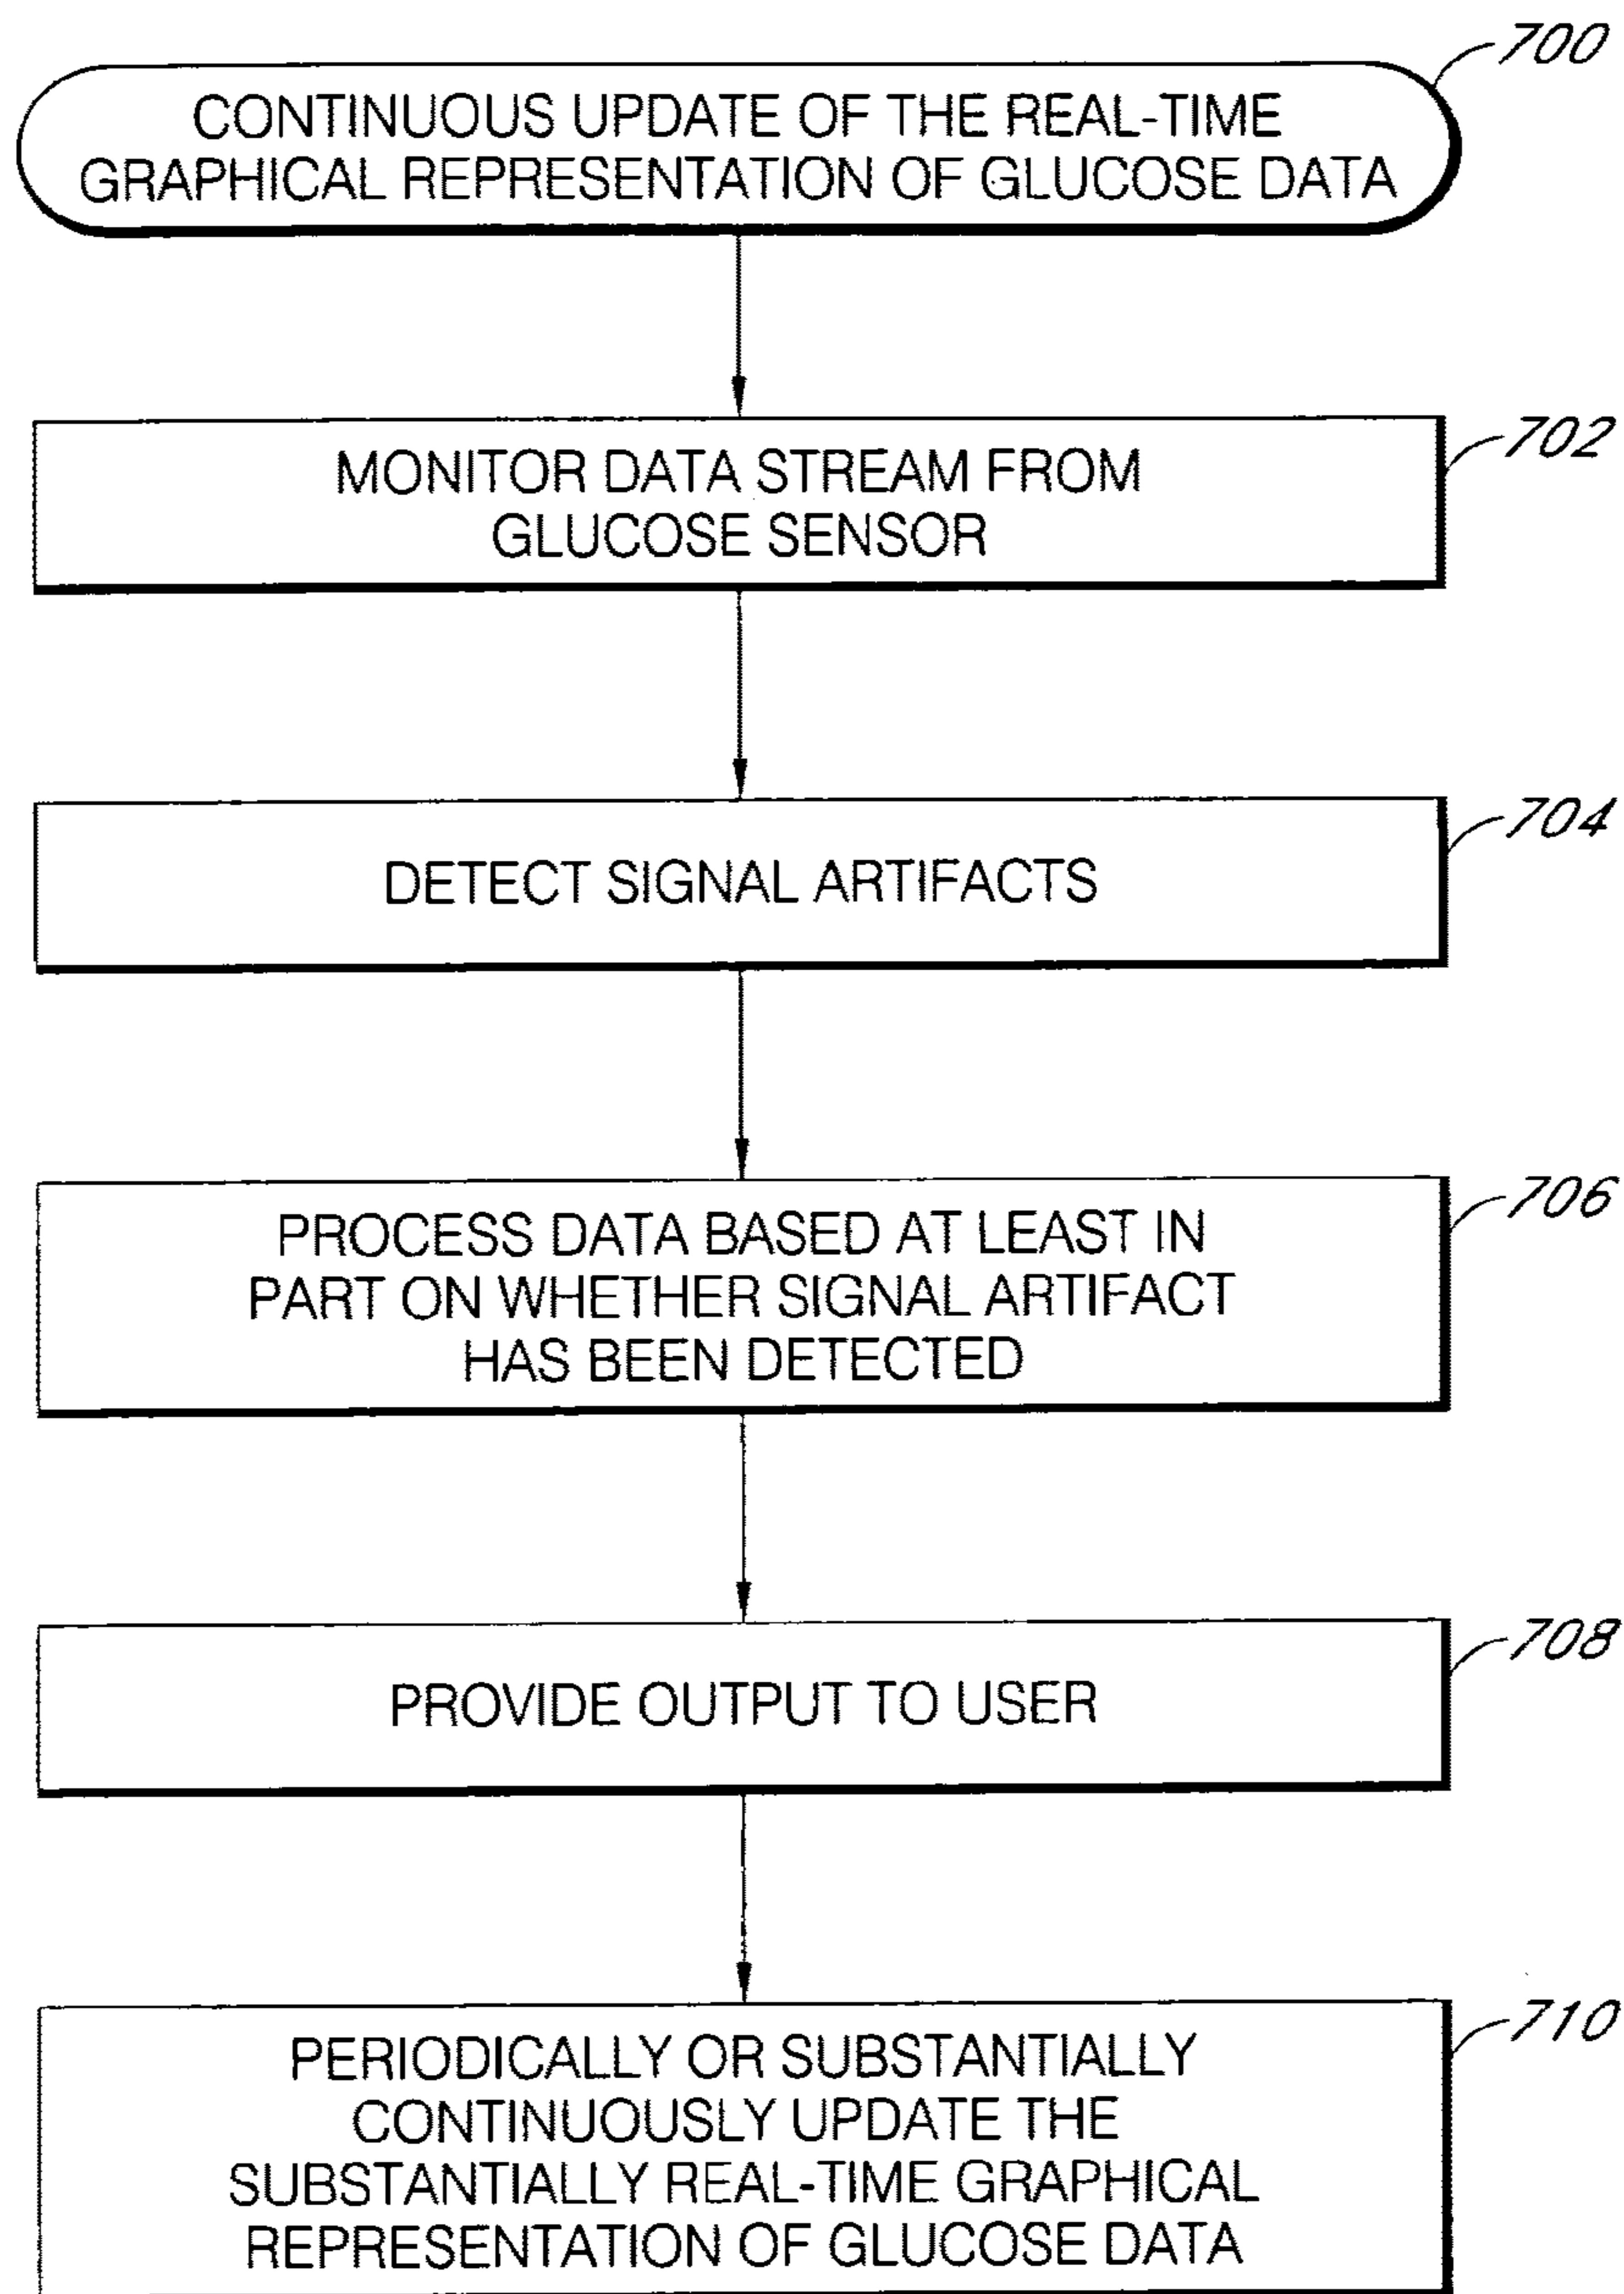 700
CONTINUOUS UPDATE OF THE REAL-TIME
GRAPHICAL REPRESENTATION OF GLUCOSE DATA
702
MONITOR DATA STREAM FROM
GLUCOSE SENSOR
704
DETECT SIGNAL ARTIFACTS
706
PROCESS DATA BASED AT LEAST IN
PART ON WHETHER SIGNAL ARTIFACT
HAS BEEN DETECTED
708
PROVIDE OUTPUT TO USER
710
PERIODICALLY OR SUBSTANTIALLY
CONTINUOUSLY UPDATE THE
SUBSTANTIALLY REAL-TIME GRAPHICAL
REPRESENTATION OF GLUCOSE DATA